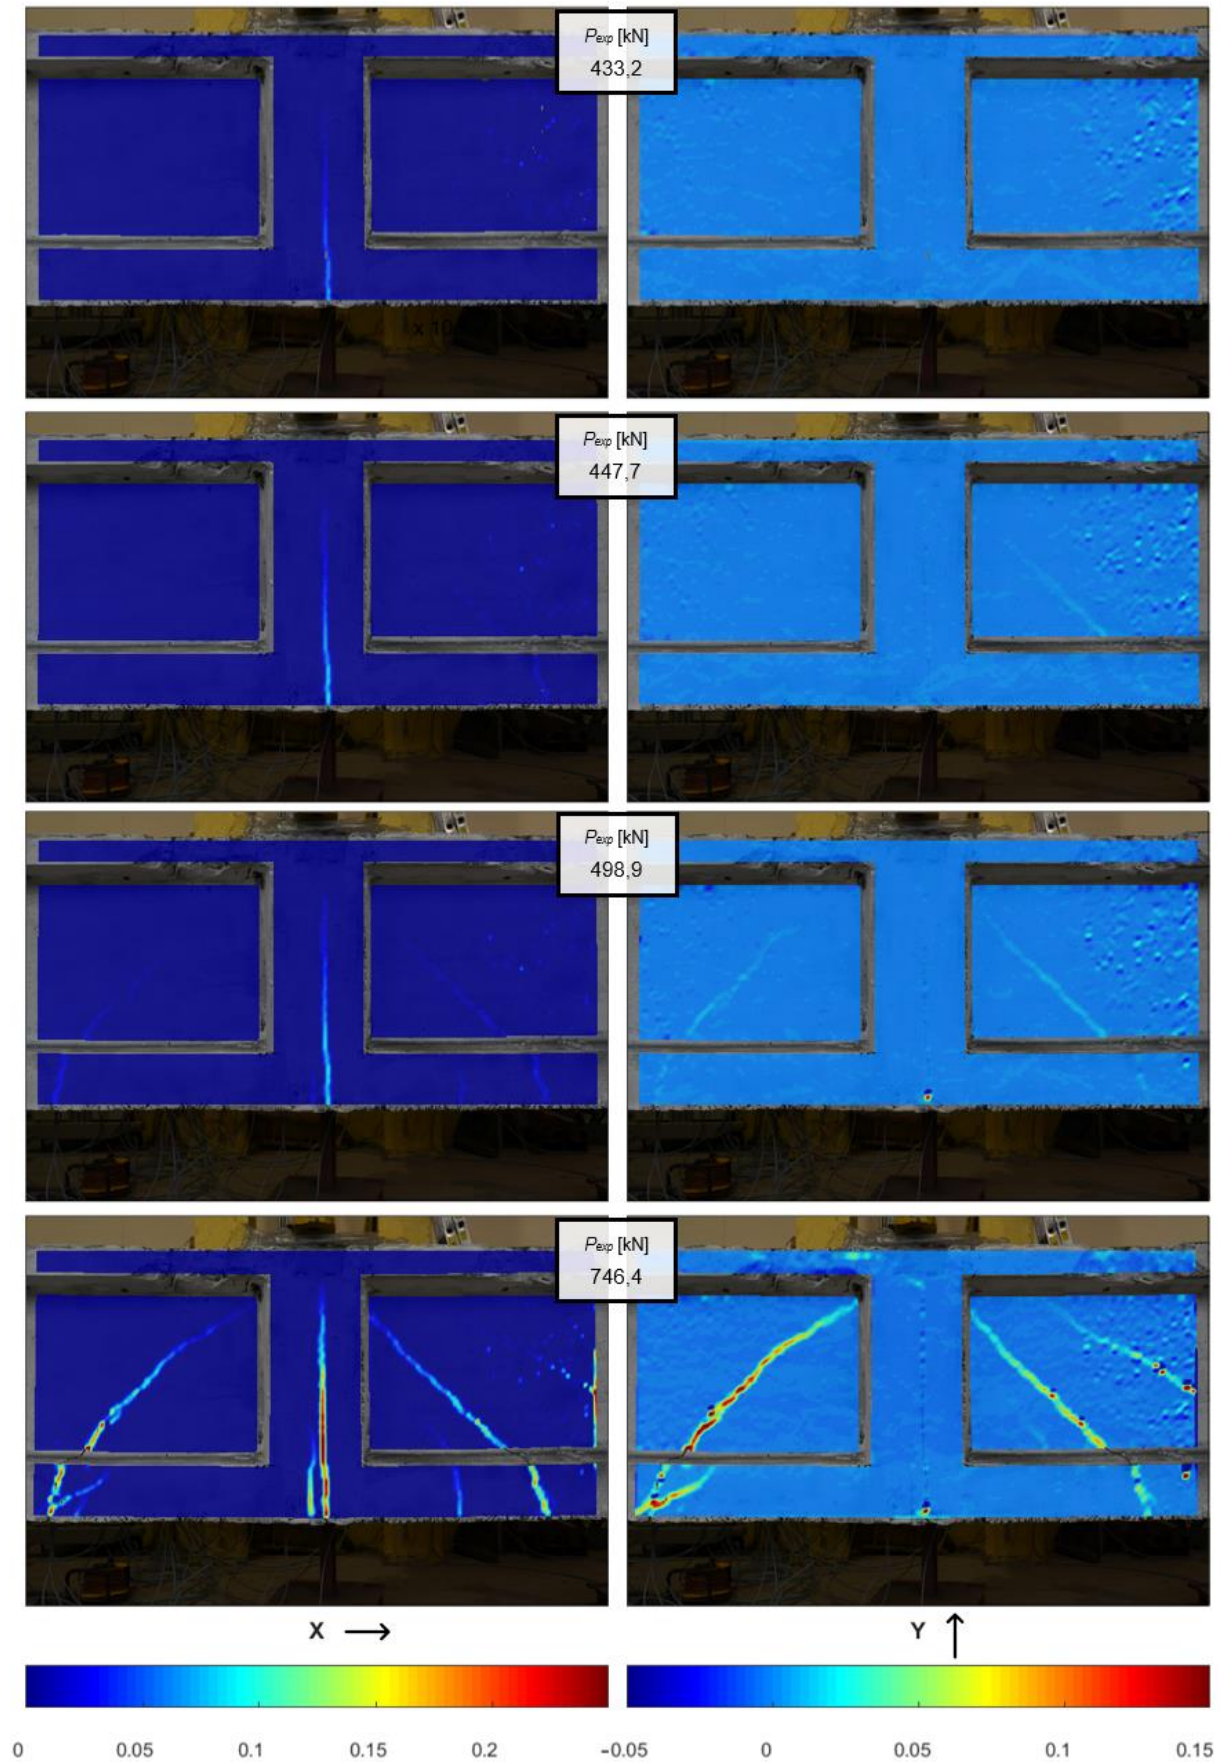 Pexp [kN]
433,2
x 10
Pexp [kN]
447,7
Pexp [kN]
498,9
Pexp [kN]
746,4
X →
Y ↑
0 0.05 0.1 0.15 0.2
−0.05 0 0.05 0.1 0.15